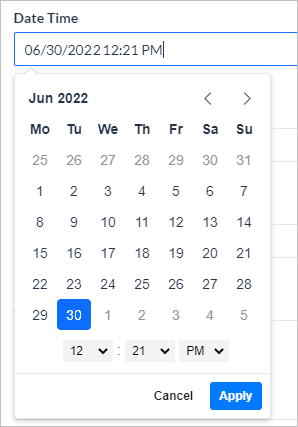 Date Time
06/30/2022 12:21 PM
Jun 2022
Mo Tu We Th Fr Sa Su
25 26 27 28 29 30 31
1 2 3 4 5 6 7
8 9 10 11 12 13 14
15 16 17 18 19 20 21
22 23 24 25 26 27 28
29 30 1 2 3 4 5
12 : 21 PM
Cancel Apply